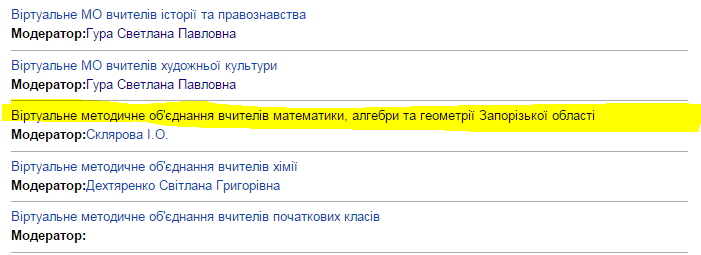 Віртуальне МО вчителів історії та правознавства
Модератор:Гура Светлана Павловна
Віртуальне МО вчителів художньої культури
Модератор:Гура Светлана Павловна
Віртуальне методичне об'єднання вчителів математики, алгебри та геометрії Запорізької області
Модератор:Склярова І.О.
Віртуальне методичне об'єднання вчителів хімії
Модератор:Дехтяренко Світлана Григорівна
Віртуальне методичне об'єднання вчителів початкових класів
Модератор: